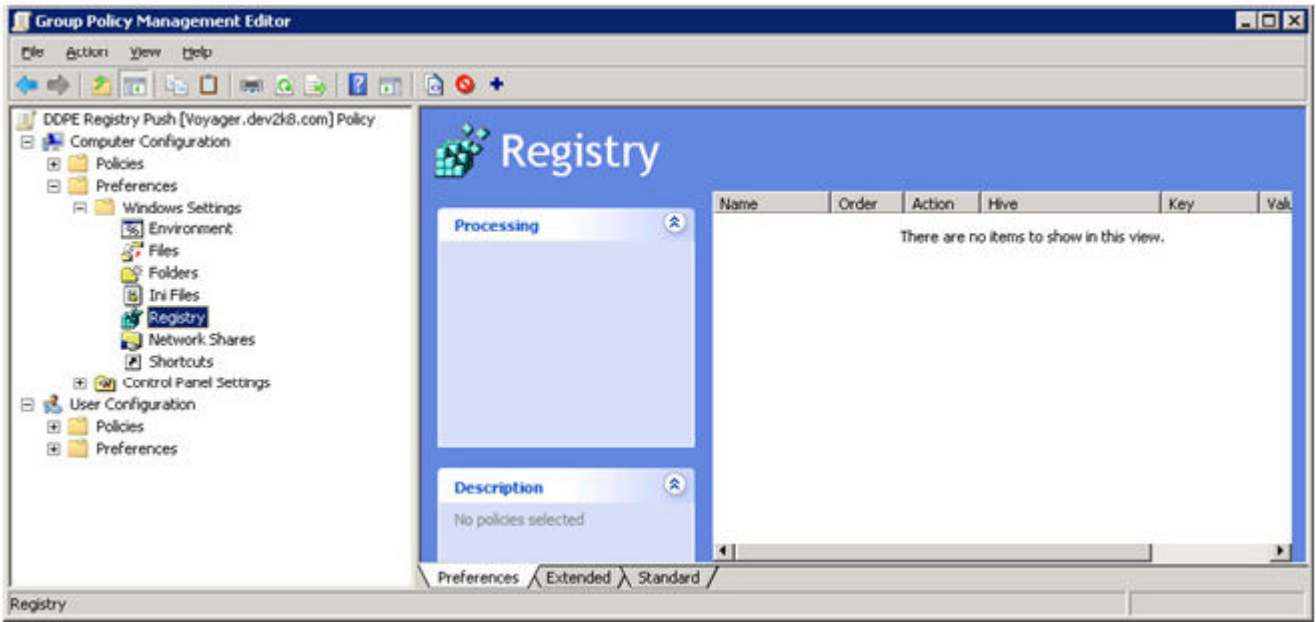 Group Policy Management Editor
File Action View Help
DDPE Registry Push [Voyager.dev2k8.com] Policy
Computer Configuration
Policies
Preferences
Windows Settings
Environment
Files
Folders
Ini Files
Registry
Network Shares
Shortcuts
Control Panel Settings
User Configuration
Policies
Preferences
Registry
Processing
Description
No policies selected
Name Order Action Hive Key Valu
There are no items to show in this view.
Preferences Extended Standard
Registry